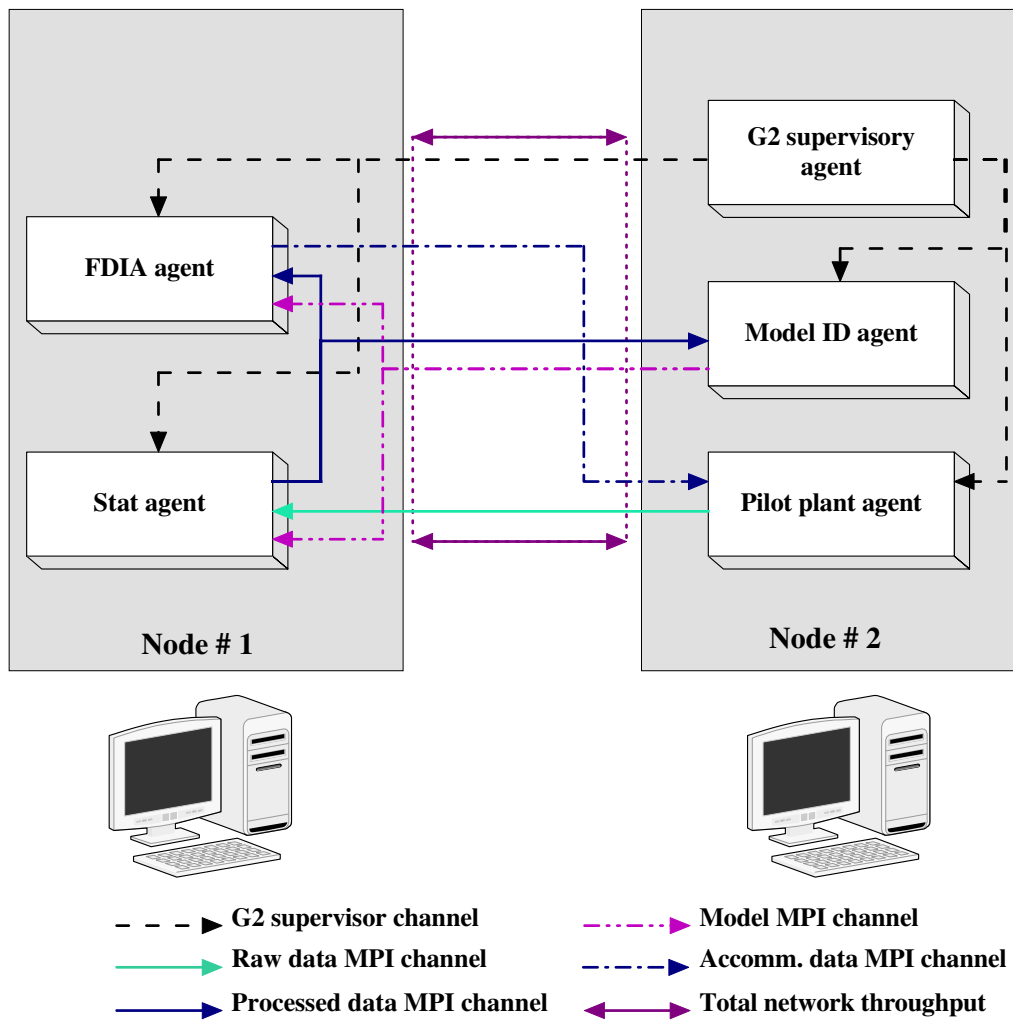 G2 supervisory
agent
FDIA agent
Model ID agent
Stat agent
Pilot plant agent
Node # 1
Node # 2
G2 supervisor channel
Model MPI channel
Raw data MPI channel
Accomm. data MPI channel
Processed data MPI channel
Total network throughput